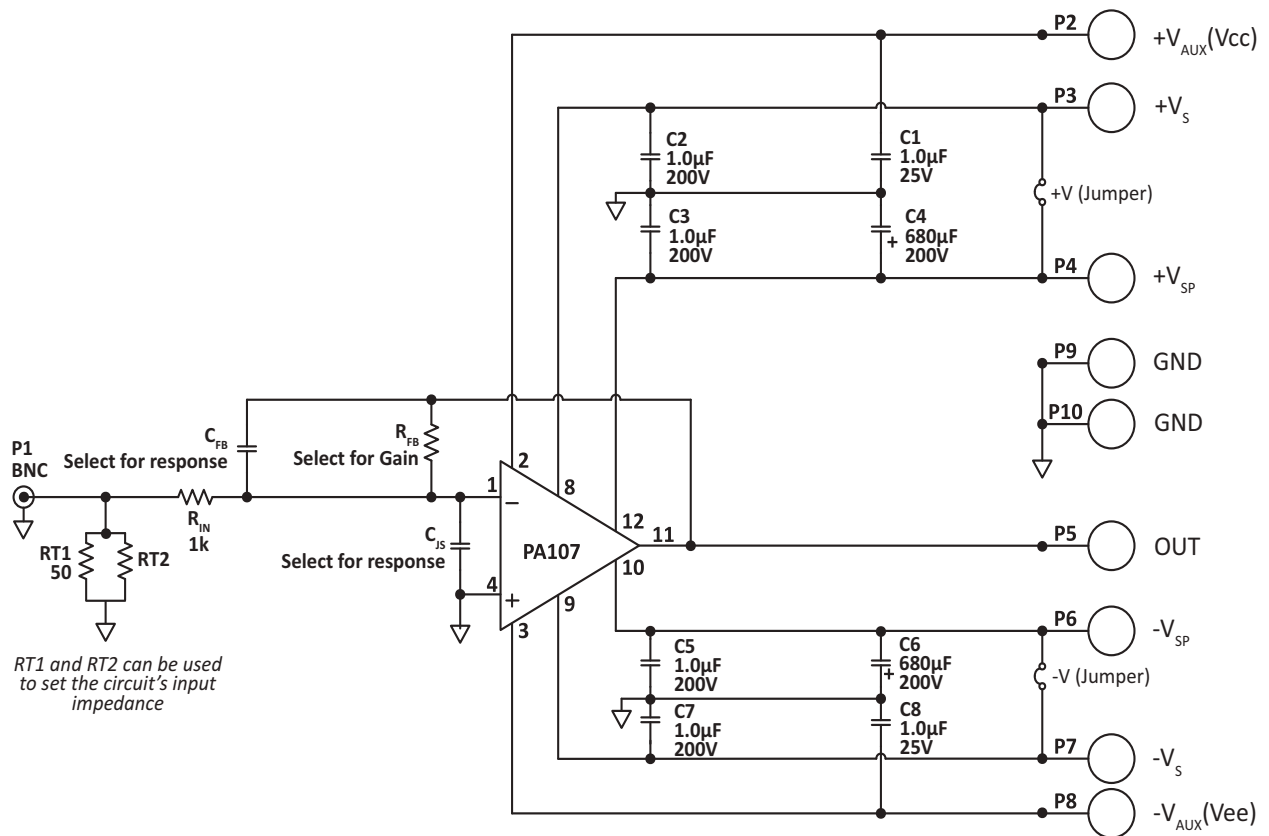 P2
+V_AUX(Vcc)
P3
+V_S
C2
1.0µF
200V
C1
1.0µF
25V
+V (Jumper)
C3
1.0µF
200V
C4
680µF
200V
+
P4
+V_SP
P9
GND
P10
GND
P1
BNC
C_FB
Select for response
R_FB
Select for Gain
R_IN
1k
RT1
50
RT2
C_JS
Select for response
1
2
8
12
11
10
9
3
4
−
+
PA107
P5
OUT
RT1 and RT2 can be used
to set the circuit's input
impedance
P6
-V_SP
C5
1.0µF
200V
C6
680µF
200V
+
-V (Jumper)
C7
1.0µF
200V
C8
1.0µF
25V
P7
-V_S
P8
-V_AUX(Vee)